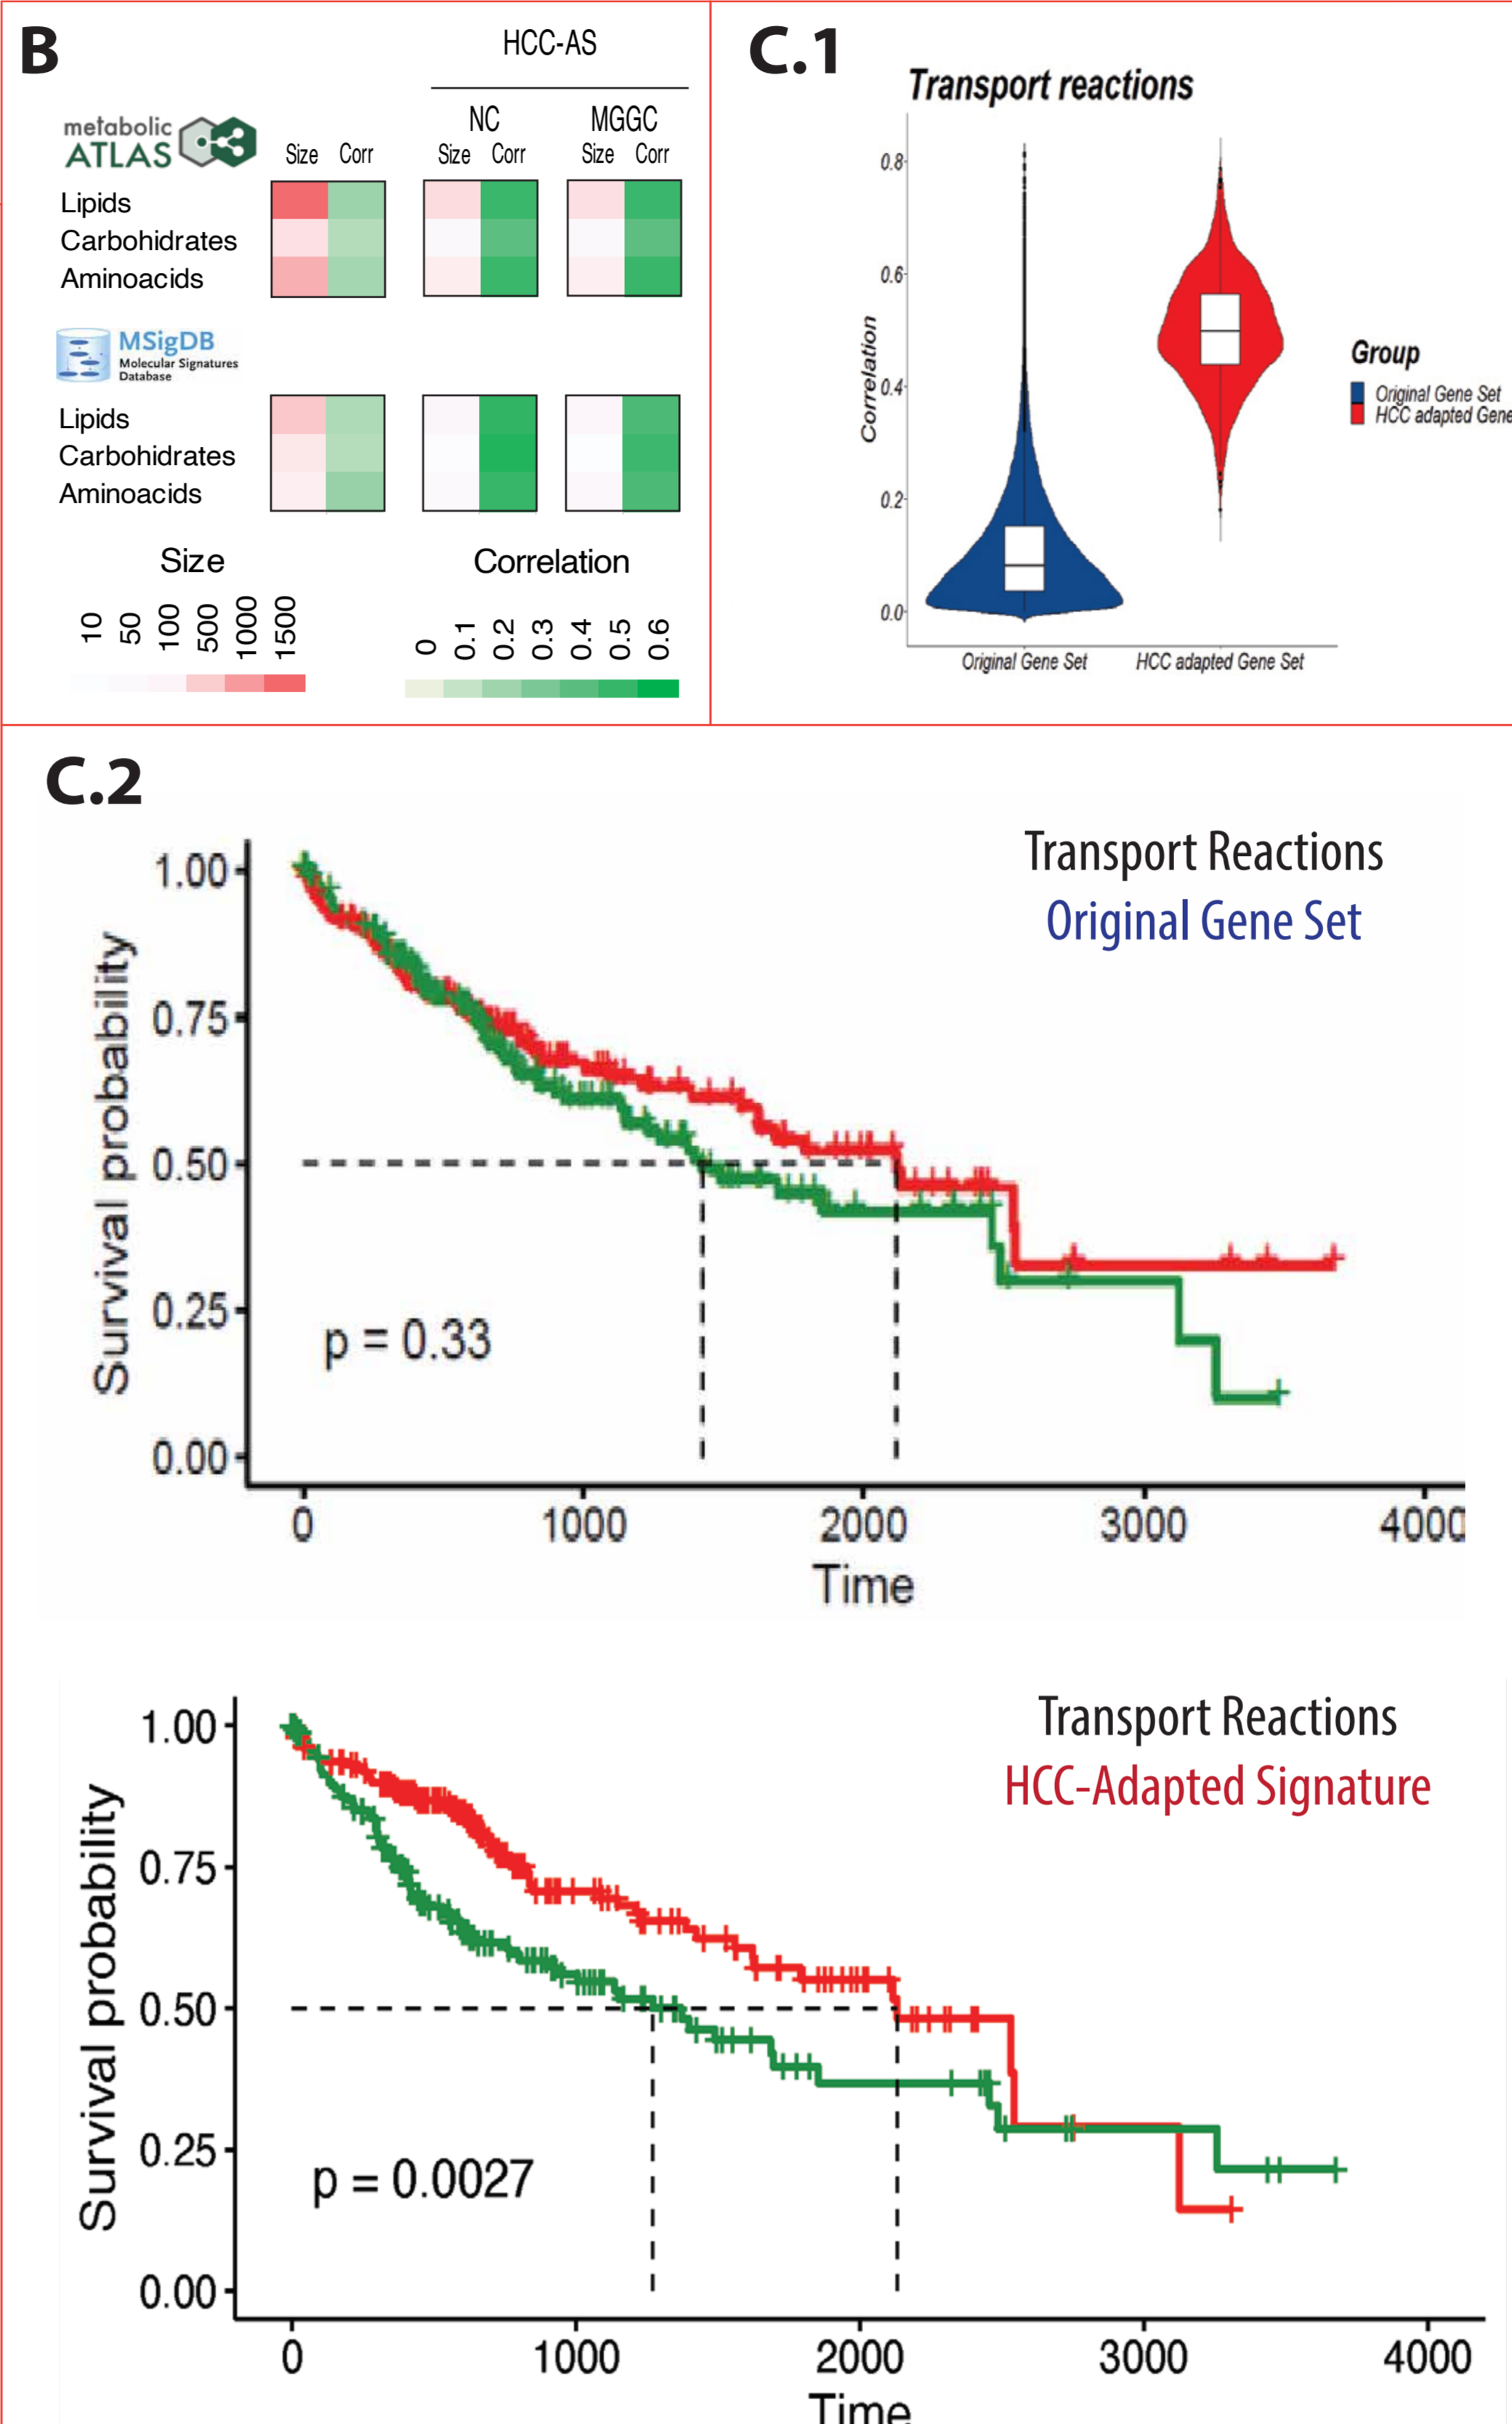 B
HCC-AS
NC MGGC
metabolic
ATLAS
Size Corr Size Corr Size Corr
Lipids
Carbohidrates
Aminoacids
MSigDB
Molecular Signatures
Database
Lipids
Carbohidrates
Aminoacids
Size
10 50 100 500 1000 1500
Correlation
0 0.1 0.2 0.3 0.4 0.5 0.6
C.1
Transport reactions
Correlation
0.8
0.6
0.4
0.2
0.0
Original Gene Set HCC adapted Gene Set
Group
Original Gene Set
HCC adapted Gene
C.2
Transport Reactions
Original Gene Set
Survival probability
1.00
0.75
0.50
0.25
0.00
p = 0.33
0 1000 2000 3000 4000
Time
Transport Reactions
HCC-Adapted Signature
Survival probability
1.00
0.75
0.50
0.25
0.00
p = 0.0027
0 1000 2000 3000 4000
Time